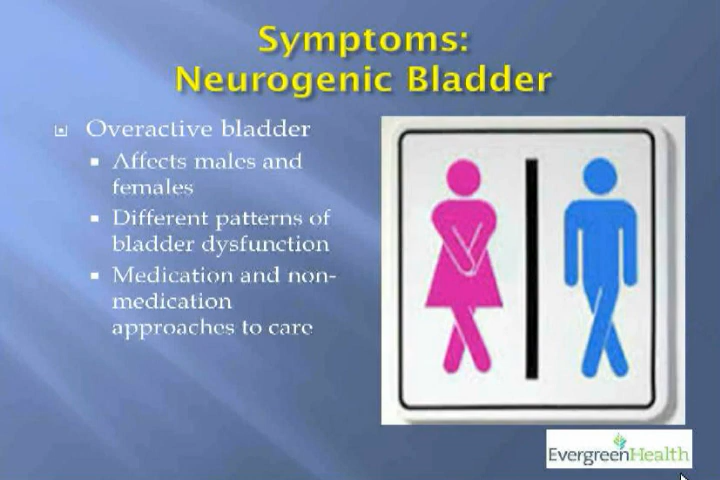 Symptoms:
Neurogenic Bladder
Overactive bladder
Affects males and
females
Different patterns of
bladder dysfunction
Medication and non-
medication
approaches to care
EvergreenHealth